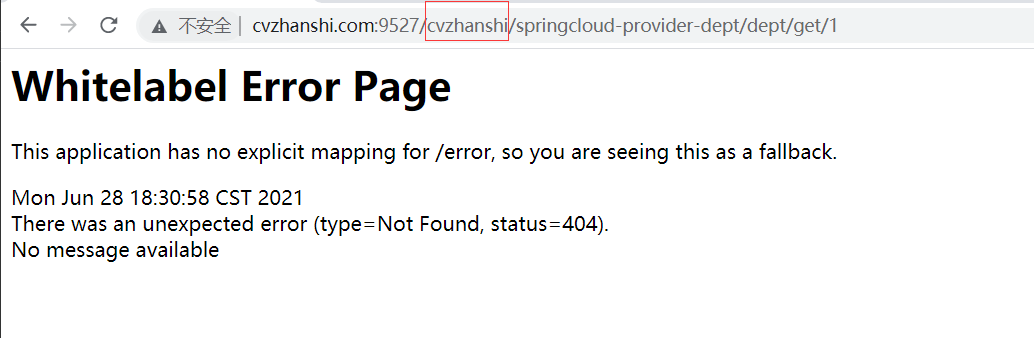 不安全 | cvzhanshi.com:9527/cvzhanshi/springcloud-provider-dept/dept/get/1
Whitelabel Error Page
This application has no explicit mapping for /error, so you are seeing this as a fallback.
Mon Jun 28 18:30:58 CST 2021
There was an unexpected error (type=Not Found, status=404).
No message available